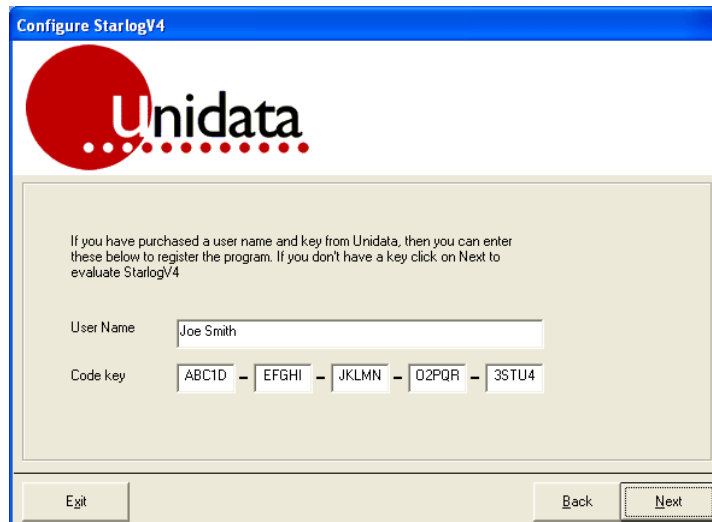 Configure StarlogV4
Unidata
If you have purchased a user name and key from Unidata, then you can enter
these below to register the program. If you don't have a key click on Next to
evaluate StarlogV4
User Name Joe Smith
Code key ABC1D – EFGHI – JKLMN – O2PQR – 3STU4
Exit Back Next